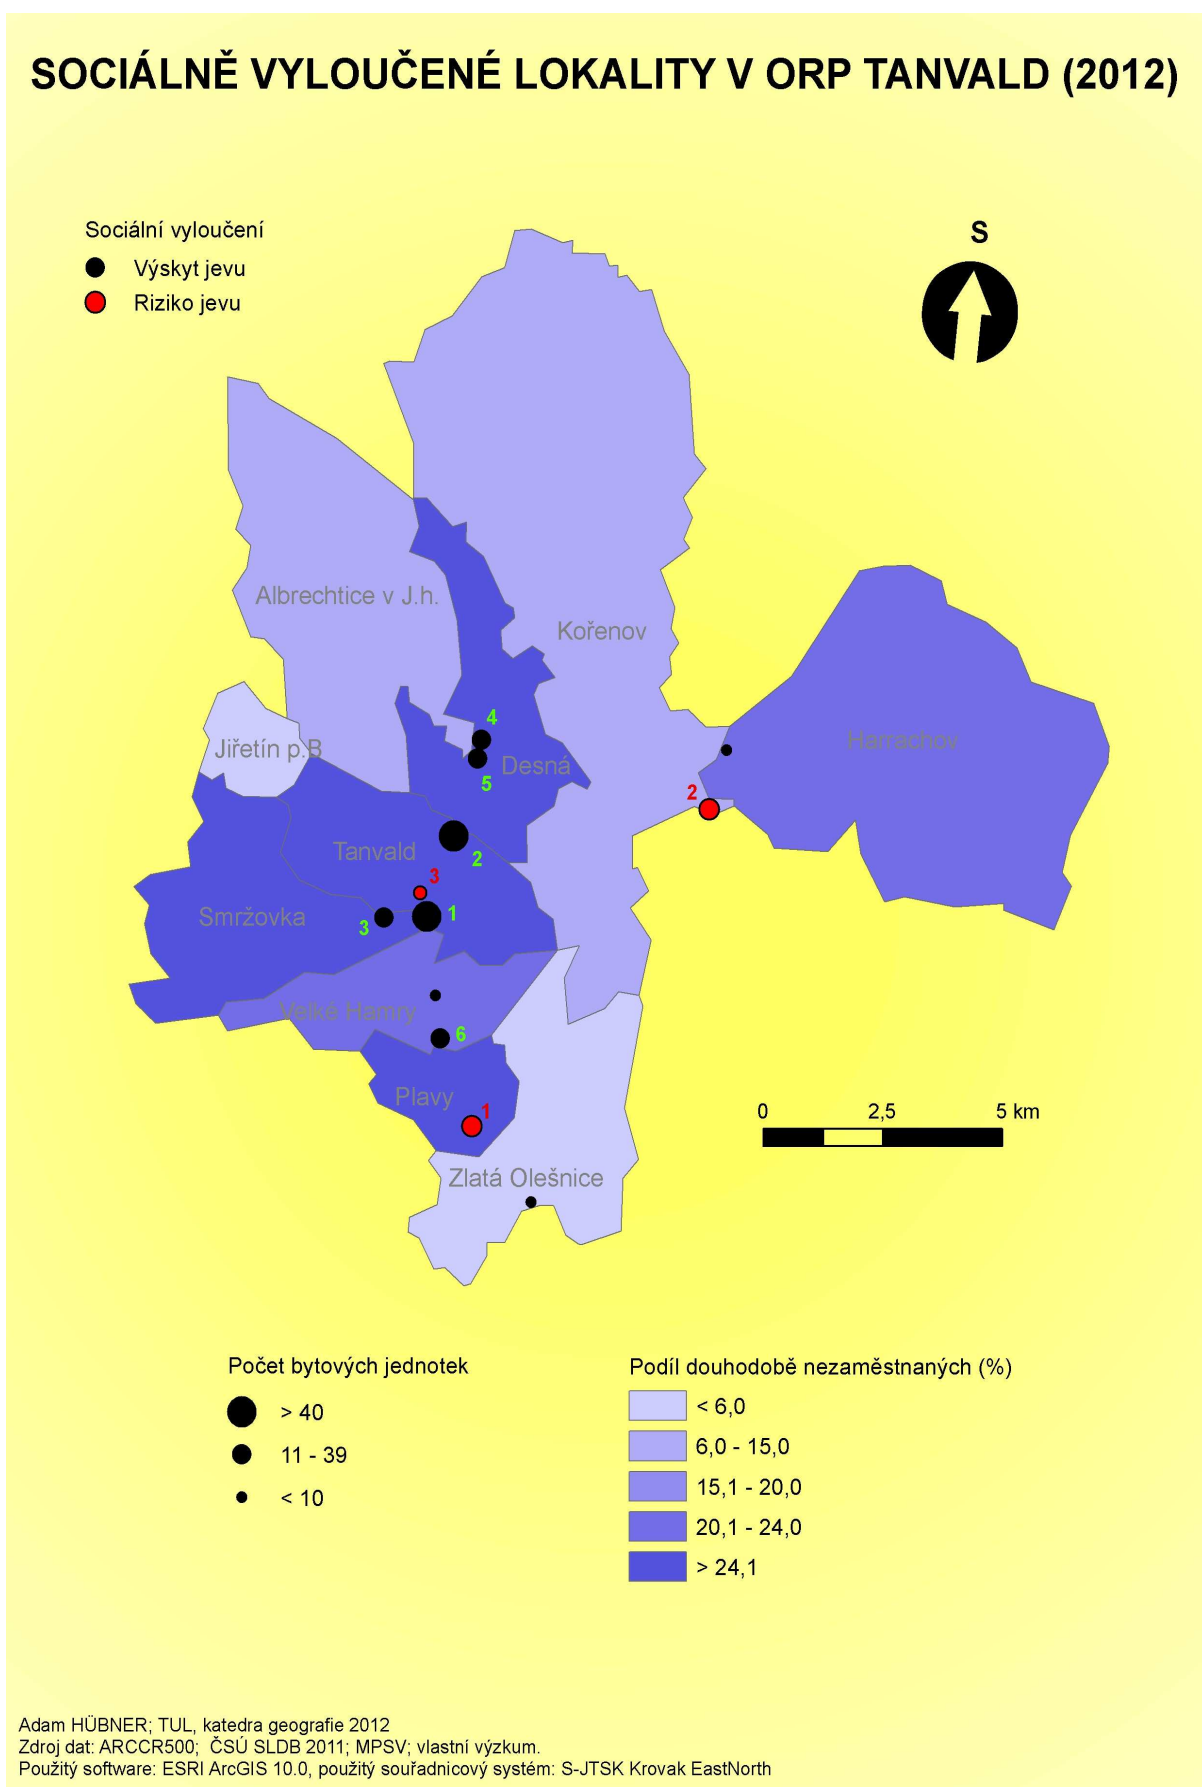 SOCIÁLNĚ VYLOUČENÉ LOKALITY V ORP TANVALD (2012)
Sociální vyloučení
Výskyt jevu
Riziko jevu
S
Albrechtice v J.h.
Kořenov
Jiřetín p.B
4
Desná
5
Harrachov
2
Tanvald
2
3
Smržovka
3
1
Velké Hamry
6
Plavy
1
0 2,5 5 km
Zlatá Olešnice
Počet bytových jednotek
> 40
11 - 39
< 10
Podíl douhodobě nezaměstnaných (%)
< 6,0
6,0 - 15,0
15,1 - 20,0
20,1 - 24,0
> 24,1
Adam HÜBNER; TUL, katedra geografie 2012
Zdroj dat: ARCCR500; ČSÚ SLDB 2011; MPSV; vlastní výzkum.
Použitý software: ESRI ArcGIS 10.0, použitý souřadnicový systém: S-JTSK Krovak EastNorth